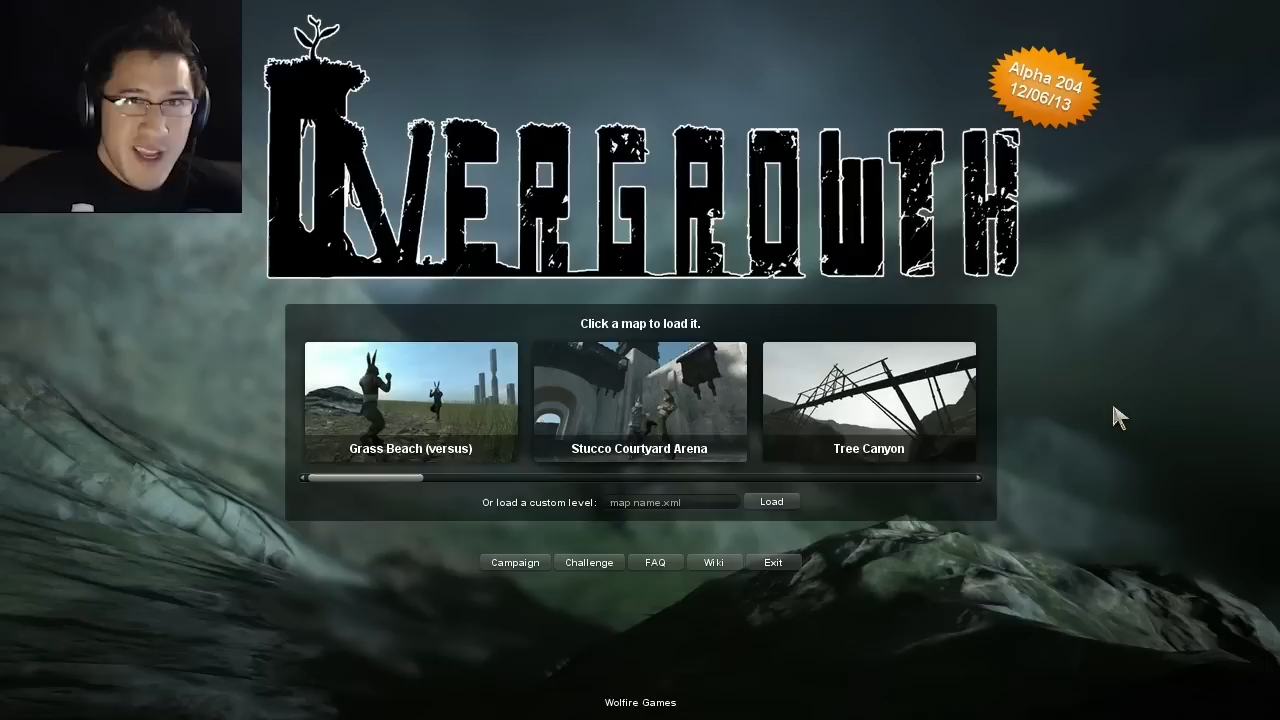 OVERGROWTH
Alpha 204
12/06/13
Click a map to load it.
Grass Beach (versus)
Stucco Courtyard Arena
Tree Canyon
Or load a custom level: map name.xml Load
Campaign Challenge FAQ Wiki Exit
Wolfire Games